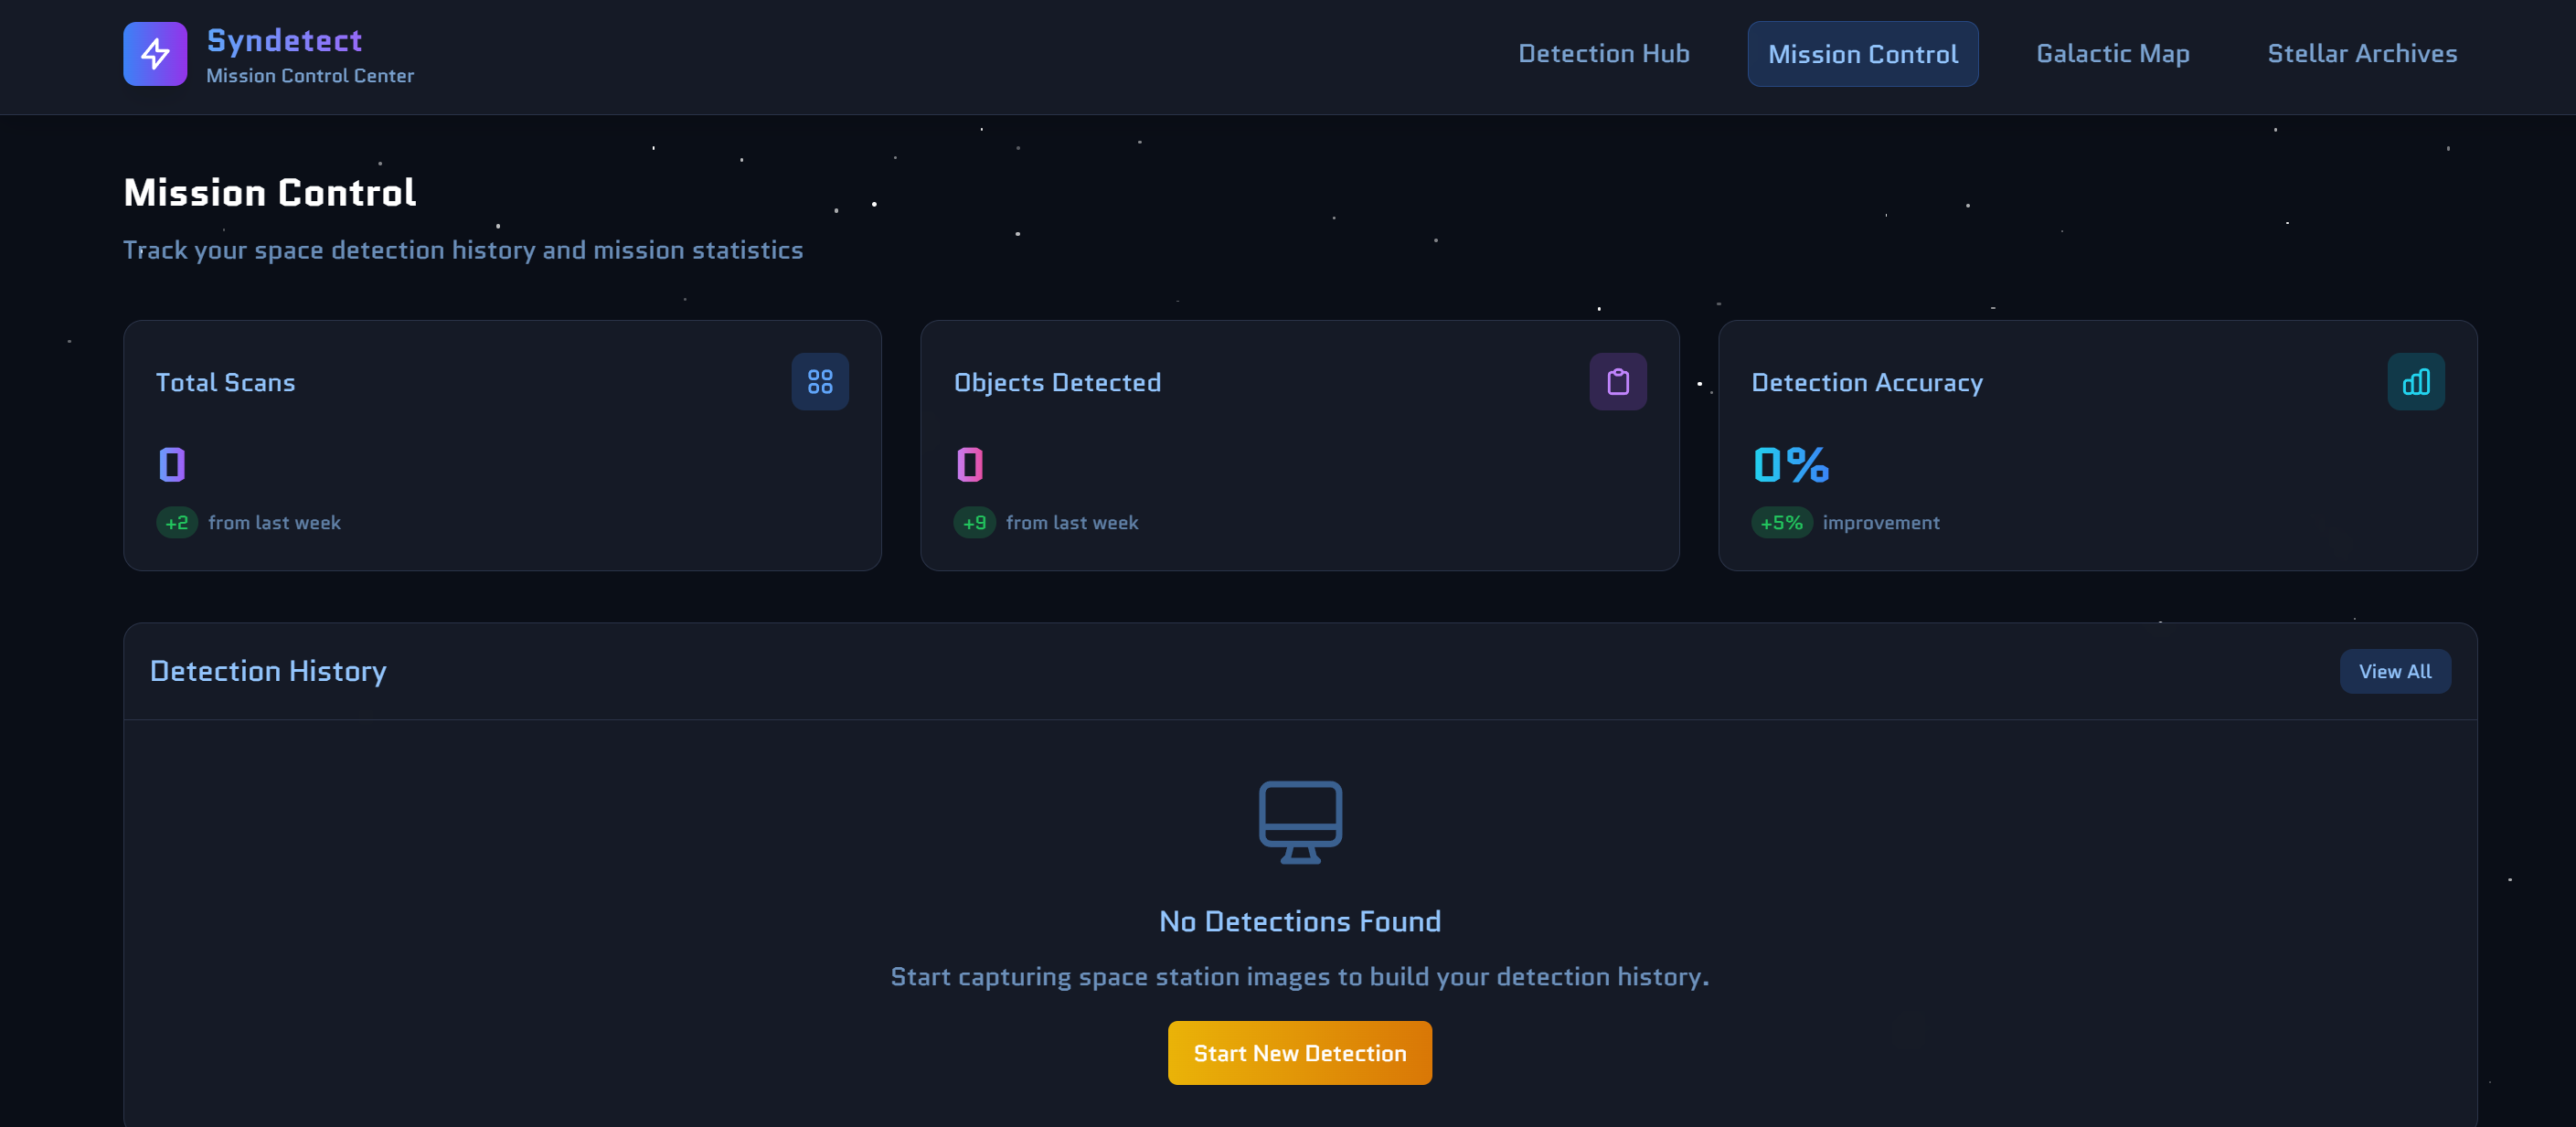 Syndetect
Mission Control Center
Detection Hub
Mission Control
Galactic Map
Stellar Archives
Mission Control
Track your space detection history and mission statistics
Total Scans
0
+2 from last week
Objects Detected
0
+9 from last week
Detection Accuracy
0%
+5% improvement
Detection History
View All
No Detections Found
Start capturing space station images to build your detection history.
Start New Detection